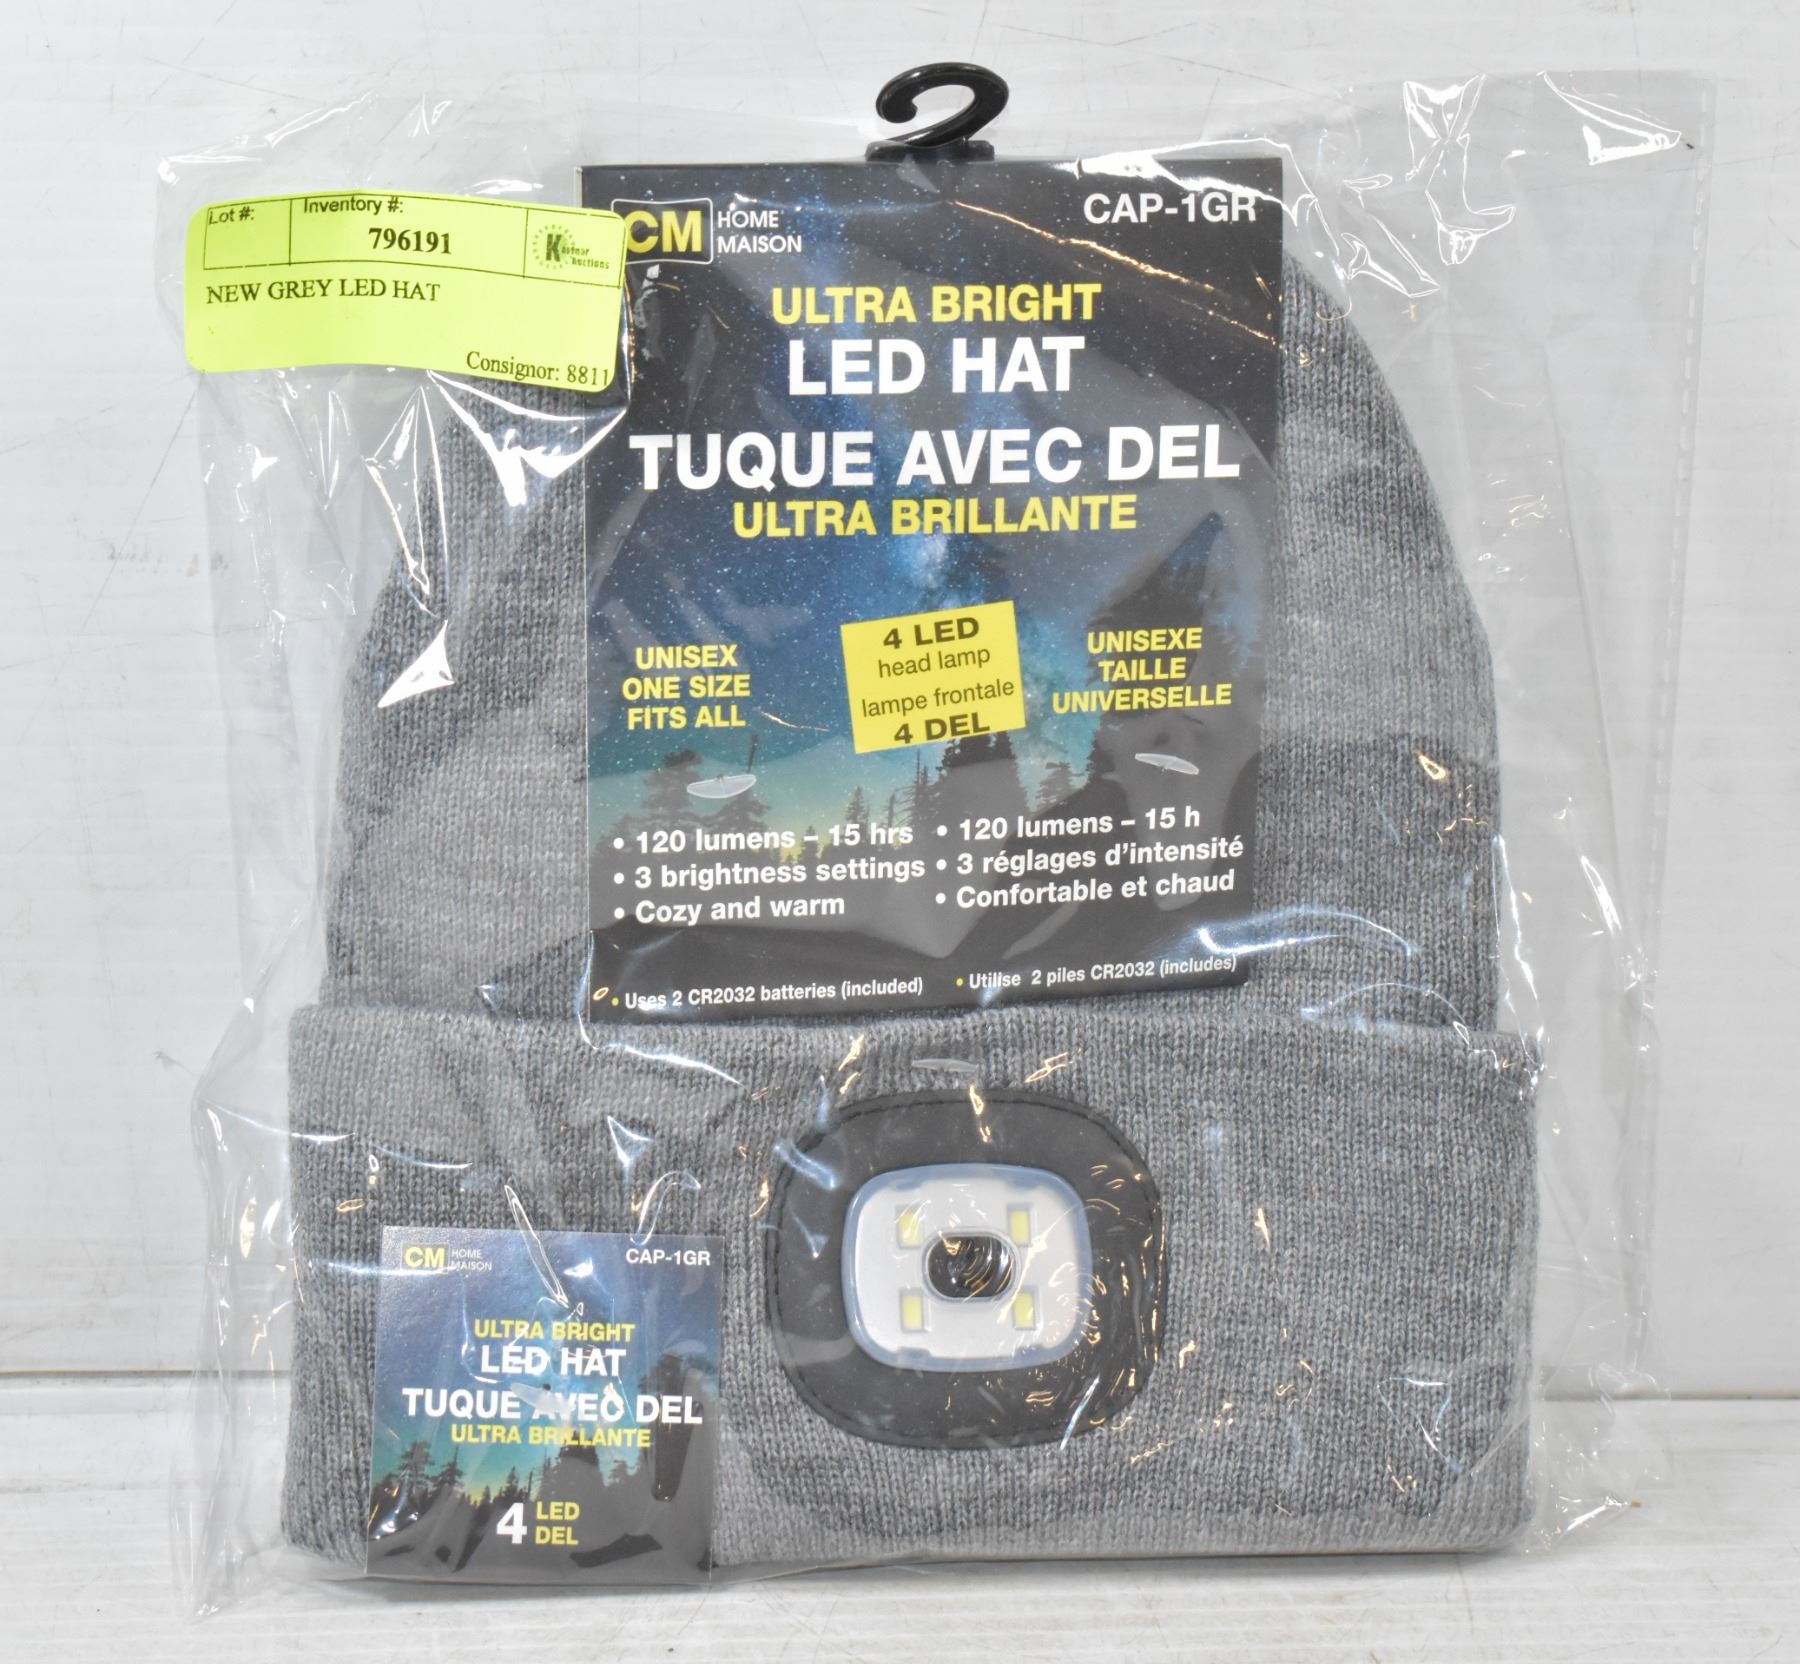 Lot #:
Inventory #:
796191
Kastner
Auctions
NEW GREY LED HAT
Consignor: 8811
CM HOME
MAISON
CAP-1GR
ULTRA BRIGHT
LED HAT
TUQUE AVEC DEL
ULTRA BRILLANTE
UNISEX
ONE SIZE
FITS ALL
4 LED
head lamp
lampe frontale
4 DEL
UNISEXE
TAILLE
UNIVERSELLE
• 120 lumens – 15 hrs
• 3 brightness settings
• Cozy and warm
• 120 lumens – 15 h
• 3 réglages d'intensité
• Confortable et chaud
• Uses 2 CR2032 batteries (included)
• Utilise 2 piles CR2032 (includes)
CM HOME
MAISON
CAP-1GR
ULTRA BRIGHT
LED HAT
TUQUE AVEC DEL
ULTRA BRILLANTE
4 LED
DEL